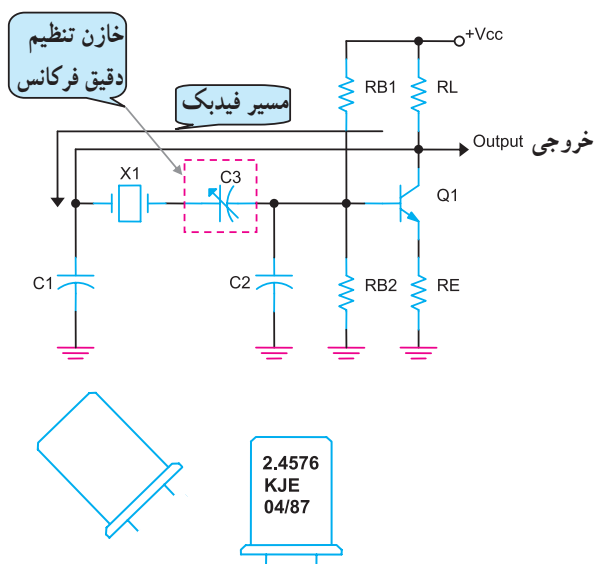 خازن تنظیم
دقیق فرکانس
مسیر فیدبک
+Vcc
RB1
RL
Output خروجی
X1
C3
Q1
C1
C2
RB2
RE
2.4576
KJE
04/87